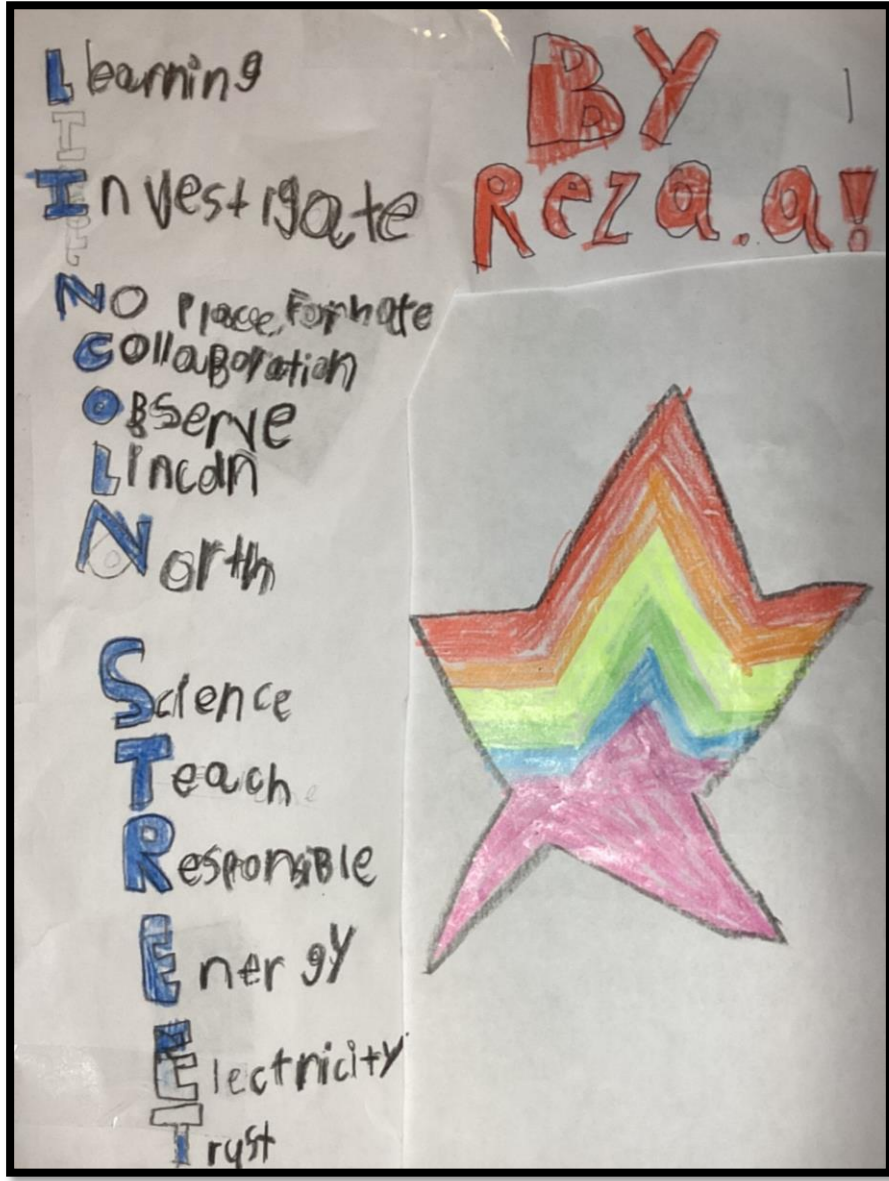 Learning
Investigate
No Place For hate
Collaboration
OBserve
Lincoln
North
Science
Teach
ResponsiBle
Energy
Electricity
Trust
BY
Reza.a!